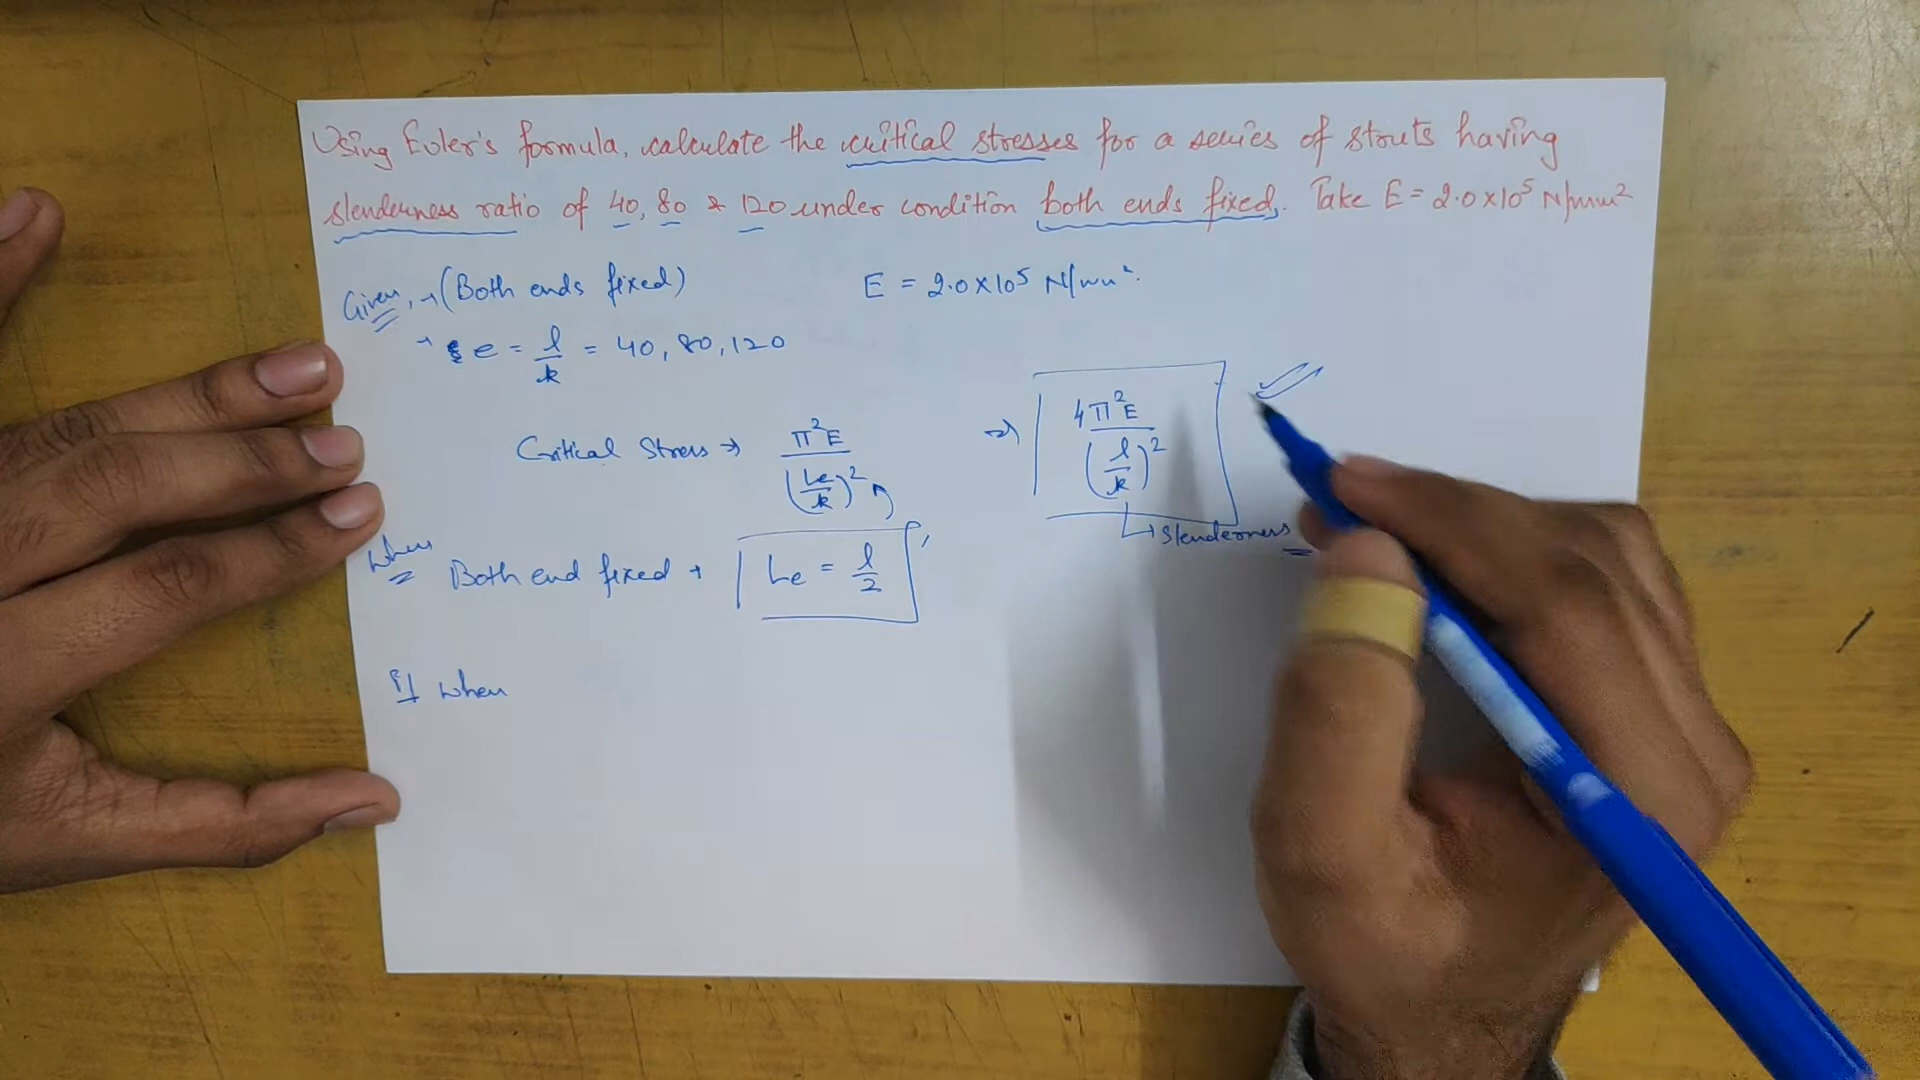 Using Euler's formula, calculate the critical stresses for a series of struts having
slenderness ratio of 40, 80 & 120 under condition both ends fixed. Take E = 2.0×10⁵ N/mm²
Given, → (Both ends fixed) E = 2.0×10⁵ N/mm².
e = l/k = 40, 80, 120
Critical Stress → π²E/(Le/k)² ⇒ 4π²E/(l/k)²
↳ Slenderness
When Both end fixed → Le = l/2
i) when